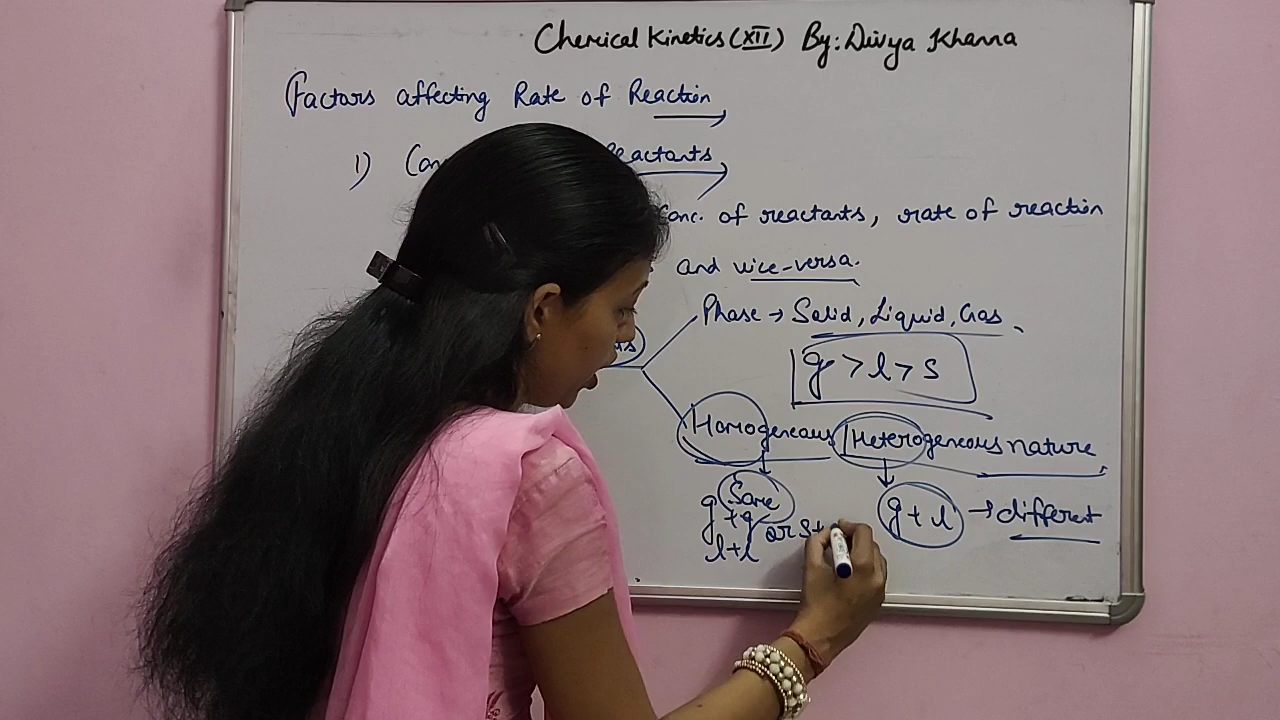 Chemical Kinetics (XII) By: Divya Khanna
Factors affecting Rate of Reaction
1) Reactants
conc. of reactants, rate of reaction
and vice-versa.
Phase → Solid, Liquid, Gas
g > l > s
Homogeneous | Heterogeneous nature
Same
g + g or s+
l + l
g + l → different